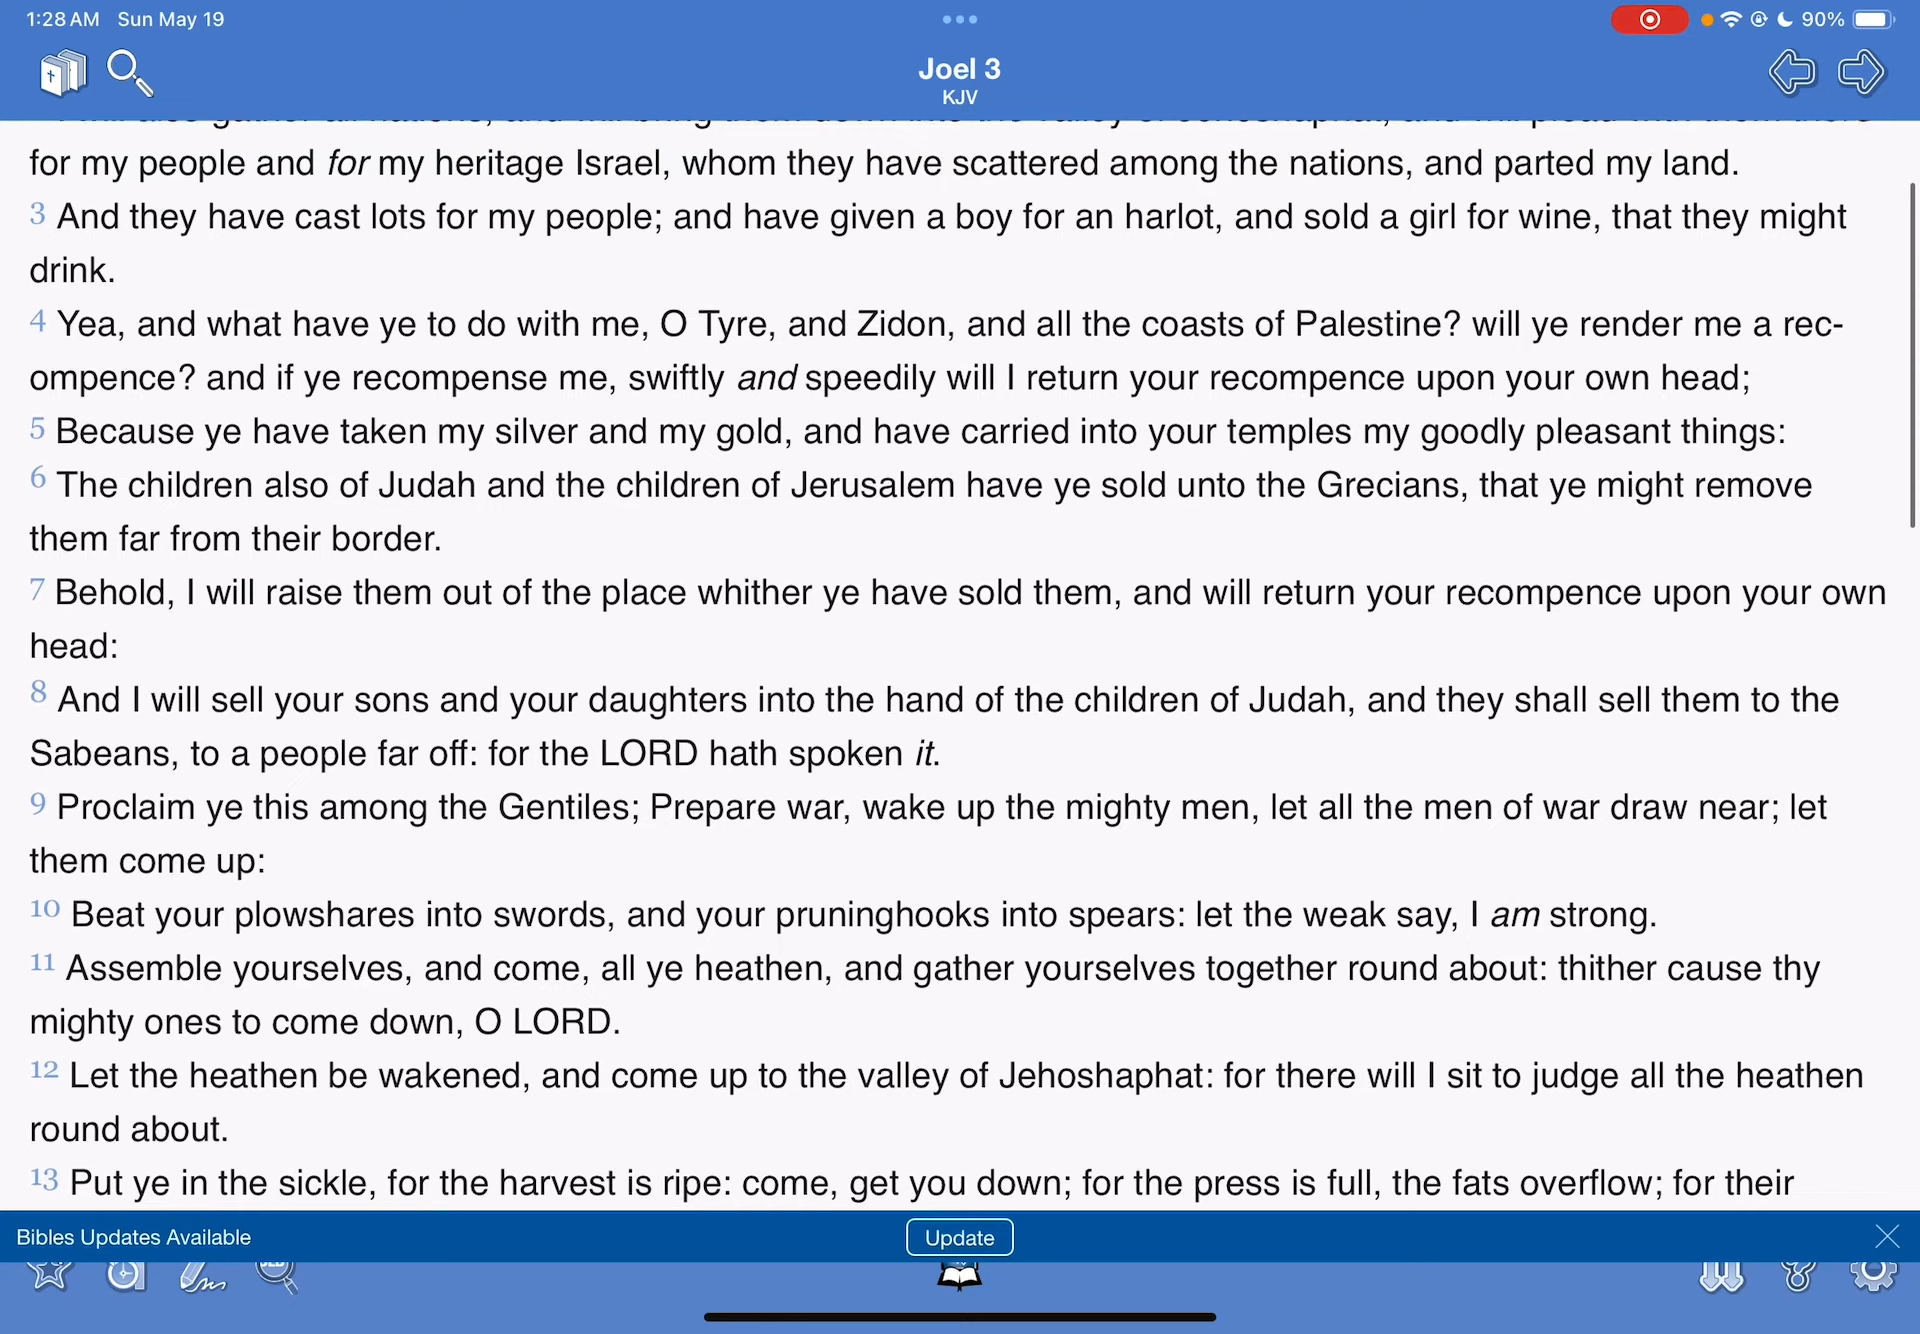 1:28 AM Sun May 19
90%
Joel 3
KJV
for my people and for my heritage Israel, whom they have scattered among the nations, and parted my land.
3 And they have cast lots for my people; and have given a boy for an harlot, and sold a girl for wine, that they might
drink.
4 Yea, and what have ye to do with me, O Tyre, and Zidon, and all the coasts of Palestine? will ye render me a rec-
ompence? and if ye recompense me, swiftly and speedily will I return your recompence upon your own head;
5 Because ye have taken my silver and my gold, and have carried into your temples my goodly pleasant things:
6 The children also of Judah and the children of Jerusalem have ye sold unto the Grecians, that ye might remove
them far from their border.
7 Behold, I will raise them out of the place whither ye have sold them, and will return your recompence upon your own
head:
8 And I will sell your sons and your daughters into the hand of the children of Judah, and they shall sell them to the
Sabeans, to a people far off: for the LORD hath spoken it.
9 Proclaim ye this among the Gentiles; Prepare war, wake up the mighty men, let all the men of war draw near; let
them come up:
10 Beat your plowshares into swords, and your pruninghooks into spears: let the weak say, I am strong.
11 Assemble yourselves, and come, all ye heathen, and gather yourselves together round about: thither cause thy
mighty ones to come down, O LORD.
12 Let the heathen be wakened, and come up to the valley of Jehoshaphat: for there will I sit to judge all the heathen
round about.
13 Put ye in the sickle, for the harvest is ripe: come, get you down; for the press is full, the fats overflow; for their
Bibles Updates Available
Update